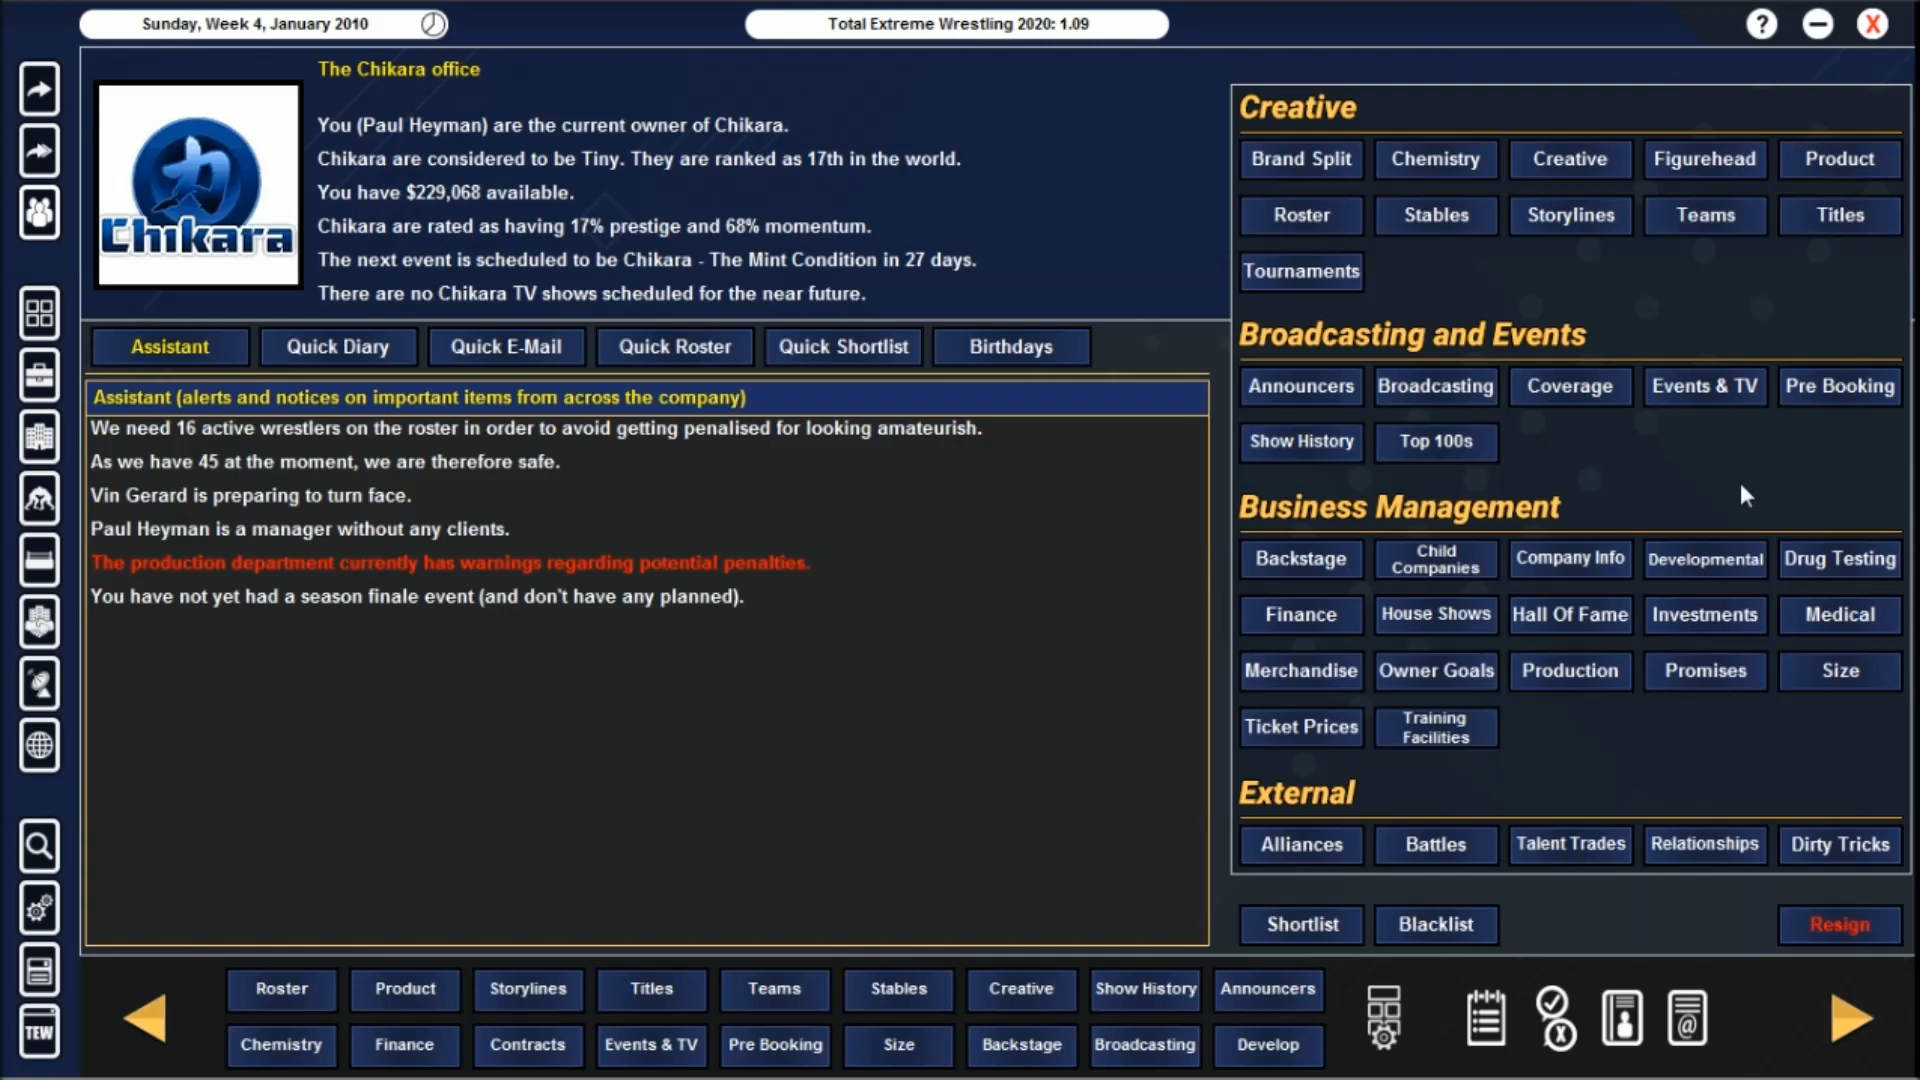 Sunday, Week 4, January 2010
Total Extreme Wrestling 2020: 1.09
?
X
The Chikara office
力
Chikara
You (Paul Heyman) are the current owner of Chikara.
Chikara are considered to be Tiny. They are ranked as 17th in the world.
You have $229,068 available.
Chikara are rated as having 17% prestige and 68% momentum.
The next event is scheduled to be Chikara - The Mint Condition in 27 days.
There are no Chikara TV shows scheduled for the near future.
Assistant Quick Diary Quick E-Mail Quick Roster Quick Shortlist Birthdays
Assistant (alerts and notices on important items from across the company)
We need 16 active wrestlers on the roster in order to avoid getting penalised for looking amateurish.
As we have 45 at the moment, we are therefore safe.
Vin Gerard is preparing to turn face.
Paul Heyman is a manager without any clients.
The production department currently has warnings regarding potential penalties.
You have not yet had a season finale event (and don't have any planned).
Creative
Brand Split Chemistry Creative Figurehead Product
Roster Stables Storylines Teams Titles
Tournaments
Broadcasting and Events
Announcers Broadcasting Coverage Events & TV Pre Booking
Show History Top 100s
Business Management
Backstage Child Companies Company Info Developmental Drug Testing
Finance House Shows Hall Of Fame Investments Medical
Merchandise Owner Goals Production Promises Size
Ticket Prices Training Facilities
External
Alliances Battles Talent Trades Relationships Dirty Tricks
Shortlist Blacklist Resign
TEW
Roster Product Storylines Titles Teams Stables Creative Show History Announcers
Chemistry Finance Contracts Events & TV Pre Booking Size Backstage Broadcasting Develop